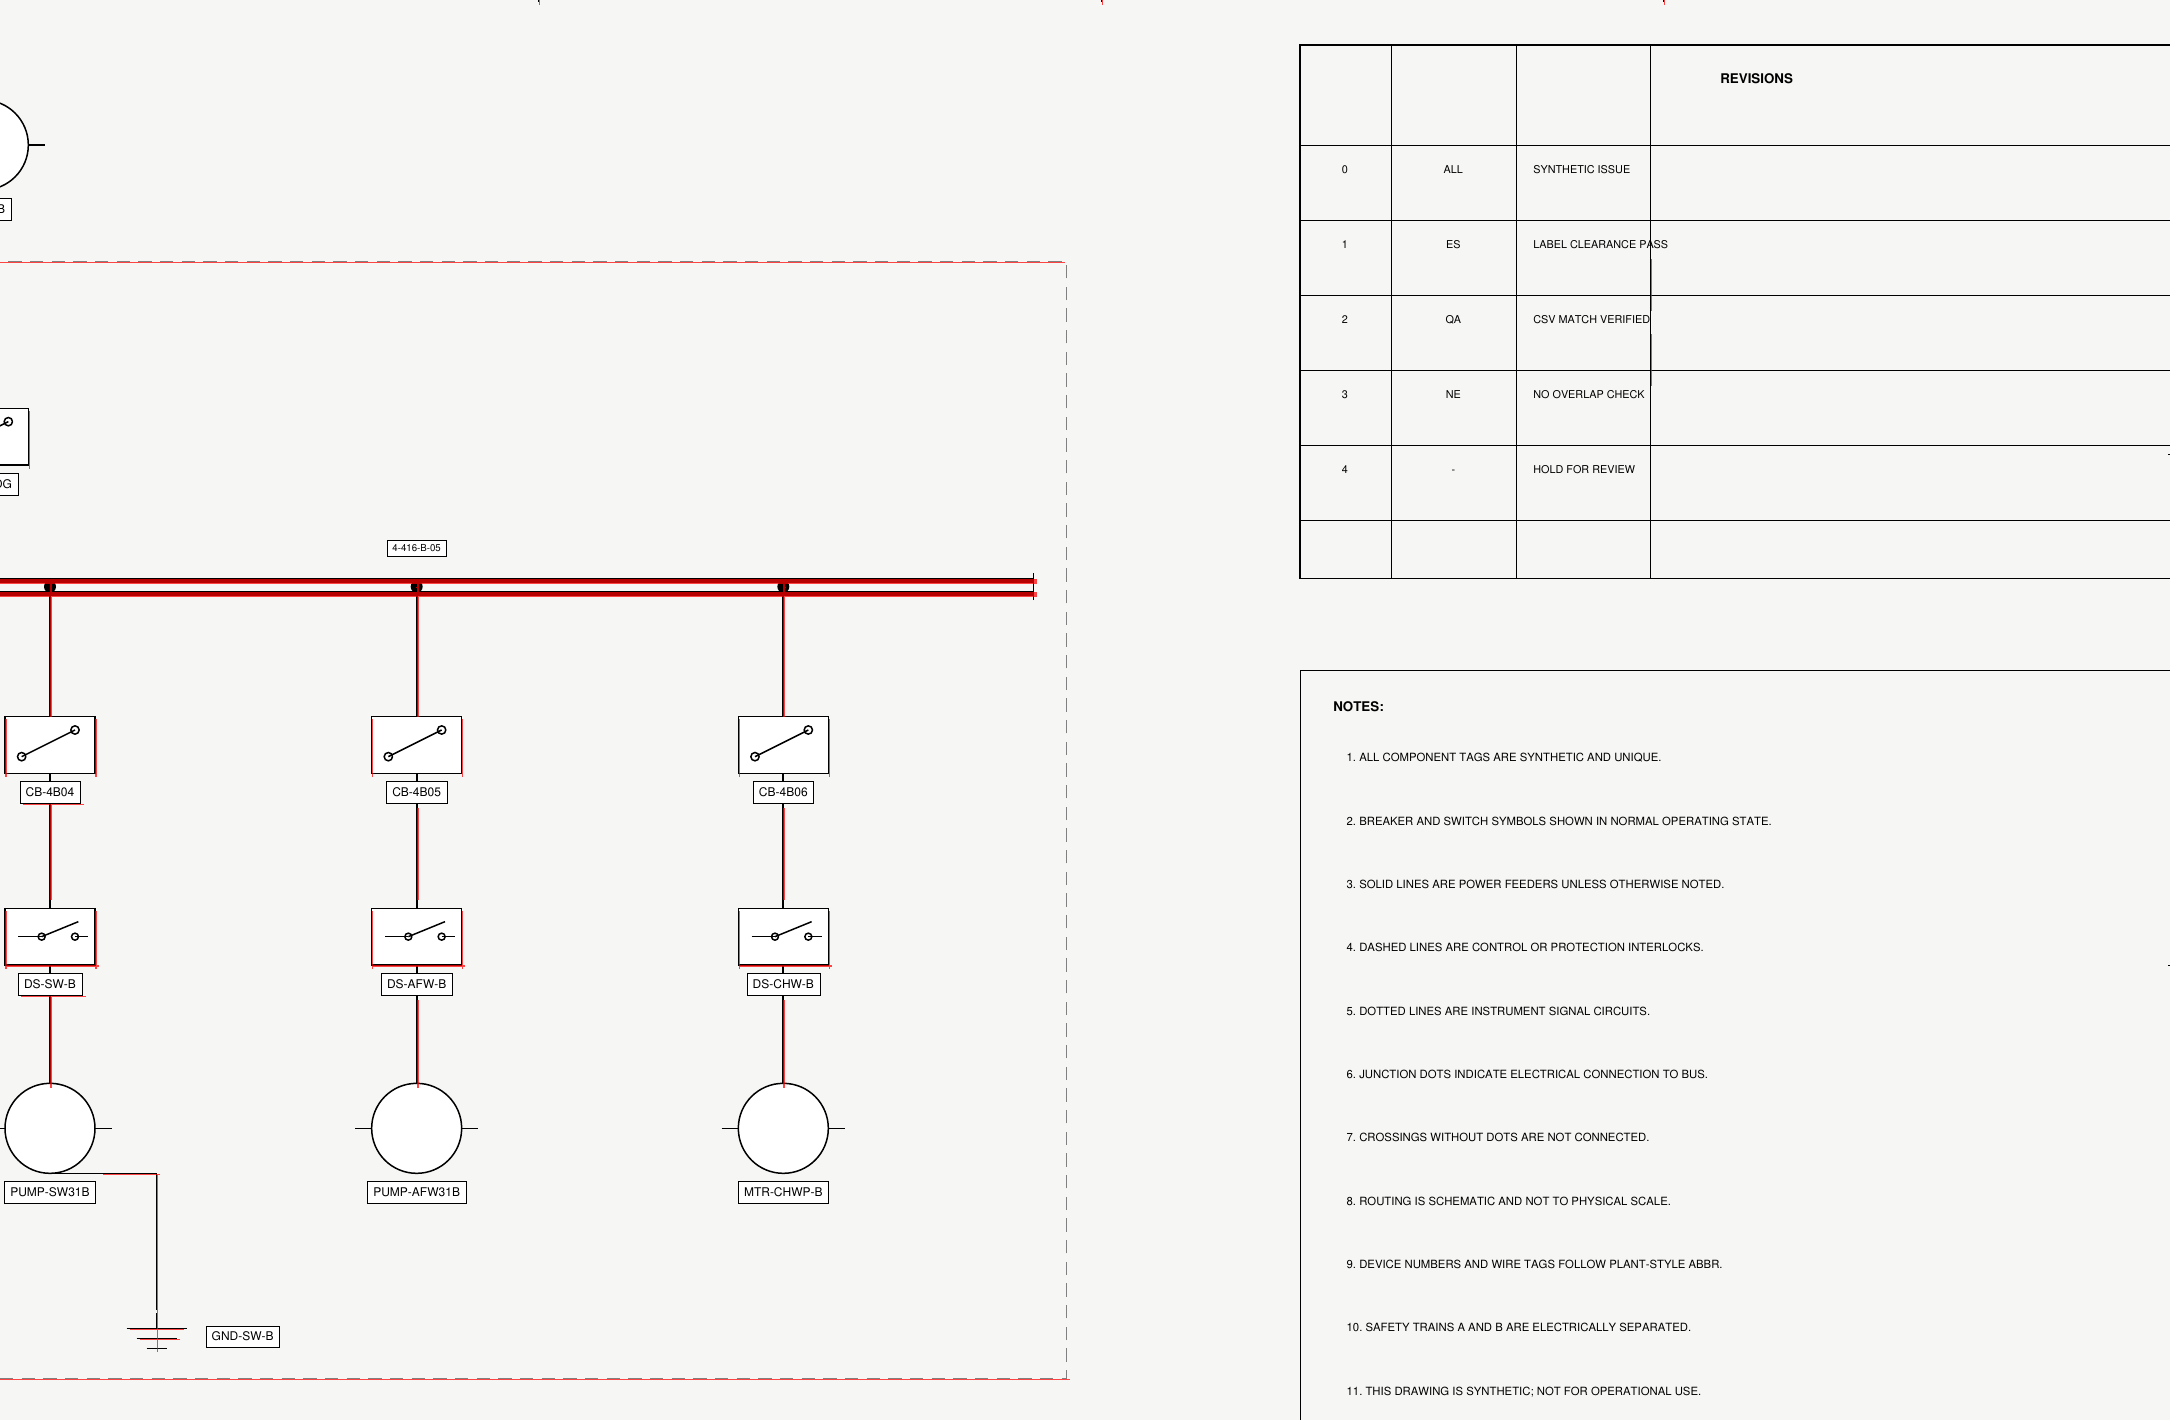 B
DG
4-416-B-05
CB-4B04
CB-4B05
CB-4B06
DS-SW-B
DS-AFW-B
DS-CHW-B
PUMP-SW31B
PUMP-AFW31B
MTR-CHWP-B
GND-SW-B
REVISIONS
0 ALL SYNTHETIC ISSUE
1 ES LABEL CLEARANCE PASS
2 QA CSV MATCH VERIFIED
3 NE NO OVERLAP CHECK
4 - HOLD FOR REVIEW
NOTES:
1. ALL COMPONENT TAGS ARE SYNTHETIC AND UNIQUE.
2. BREAKER AND SWITCH SYMBOLS SHOWN IN NORMAL OPERATING STATE.
3. SOLID LINES ARE POWER FEEDERS UNLESS OTHERWISE NOTED.
4. DASHED LINES ARE CONTROL OR PROTECTION INTERLOCKS.
5. DOTTED LINES ARE INSTRUMENT SIGNAL CIRCUITS.
6. JUNCTION DOTS INDICATE ELECTRICAL CONNECTION TO BUS.
7. CROSSINGS WITHOUT DOTS ARE NOT CONNECTED.
8. ROUTING IS SCHEMATIC AND NOT TO PHYSICAL SCALE.
9. DEVICE NUMBERS AND WIRE TAGS FOLLOW PLANT-STYLE ABBR.
10. SAFETY TRAINS A AND B ARE ELECTRICALLY SEPARATED.
11. THIS DRAWING IS SYNTHETIC; NOT FOR OPERATIONAL USE.